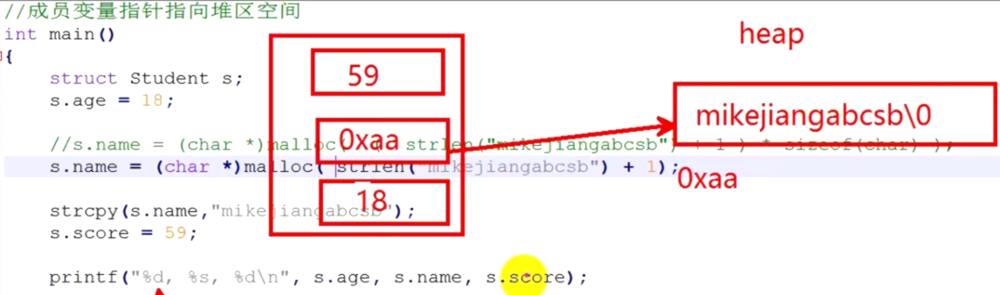 //成员变量指针指向堆区空间
int main()
{
struct Student s;
s.age = 18;
//s.name = (char *)malloc( ( strlen("mikejiangabcsb") + 1 ) * sizeof(char) );
s.name = (char *)malloc( strlen("mikejiangabcsb") + 1);
strcpy(s.name,"mikejiangabcsb");
s.score = 59;
printf("%d, %s, %d\n", s.age, s.name, s.score);
59
0xaa
18
heap
mikejiangabcsb\0
0xaa